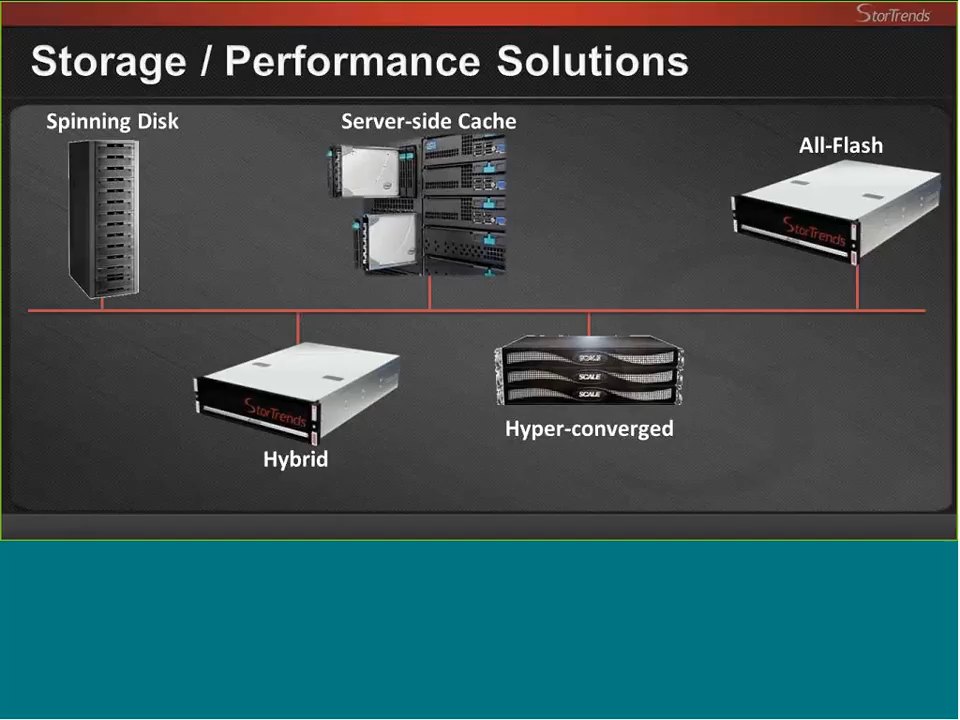 StorTrends
Storage / Performance Solutions
Spinning Disk
Server-side Cache
All-Flash
StorTrends
StorTrends
SCALE
SCALE
SCALE
Hyper-converged
Hybrid